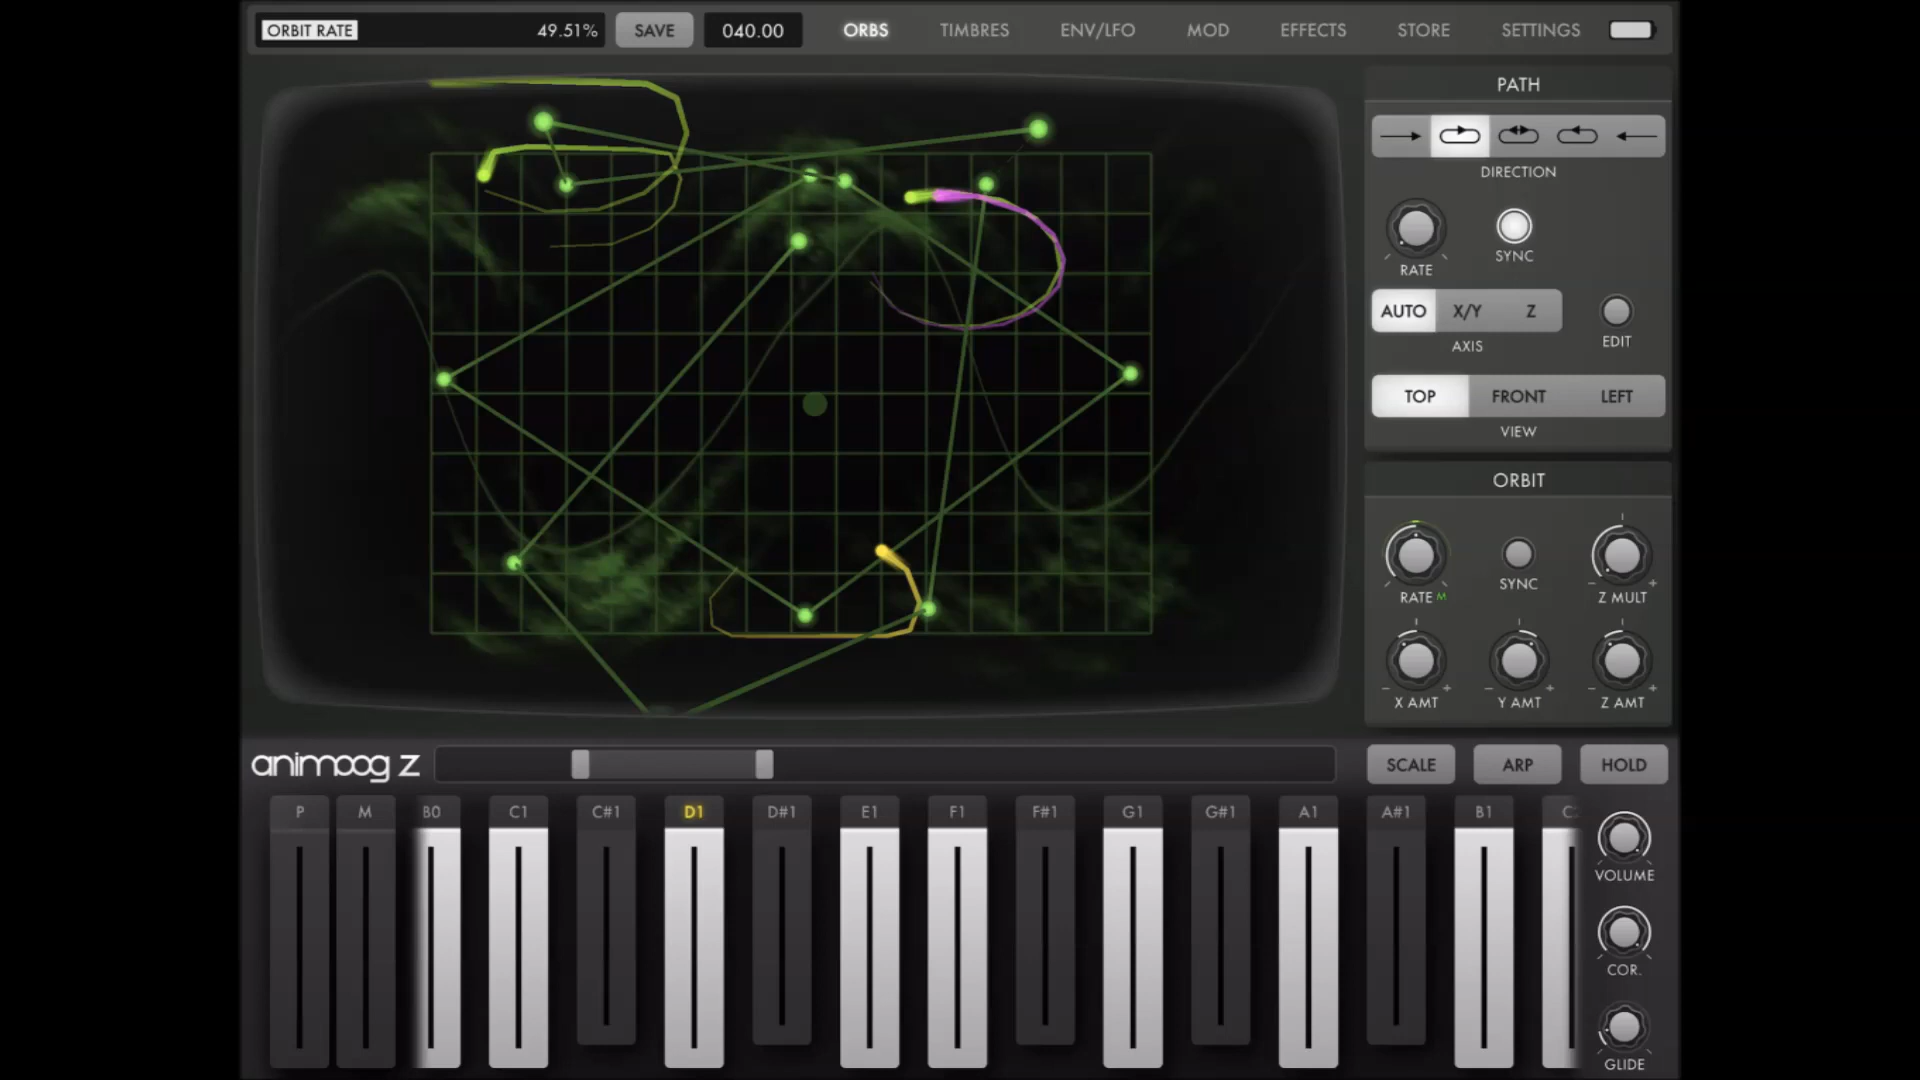 ORBIT RATE 49.51% SAVE 040.00 ORBS TIMBRES ENV/LFO MOD EFFECTS STORE SETTINGS
PATH
DIRECTION
RATE SYNC
AUTO X/Y Z
AXIS EDIT
TOP FRONT LEFT
VIEW
ORBIT
RATE M SYNC - Z MULT +
- X AMT + - Y AMT + - Z AMT +
animoog Z SCALE ARP HOLD
P M B0 C1 C#1 D1 D#1 E1 F1 F#1 G1 G#1 A1 A#1 B1 C
VOLUME
COR.
GLIDE